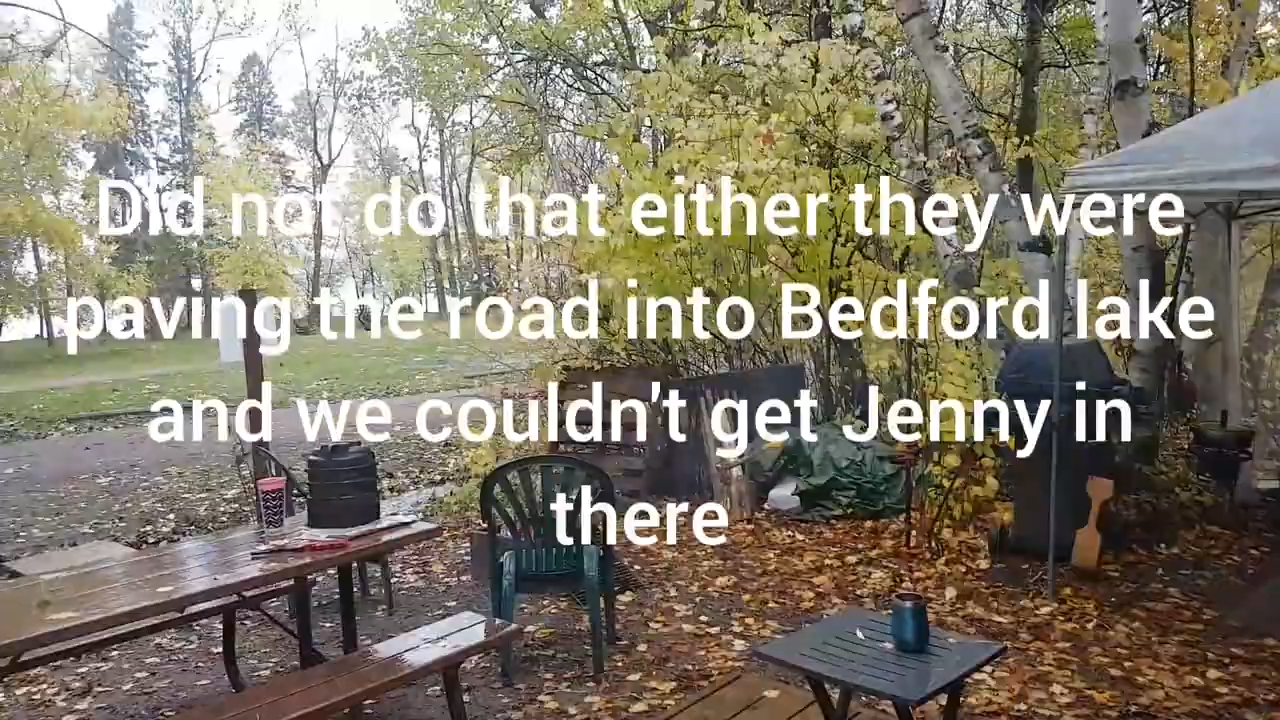 Did not do that either they were
paving the road into Bedford lake
and we couldn't get Jenny in
there